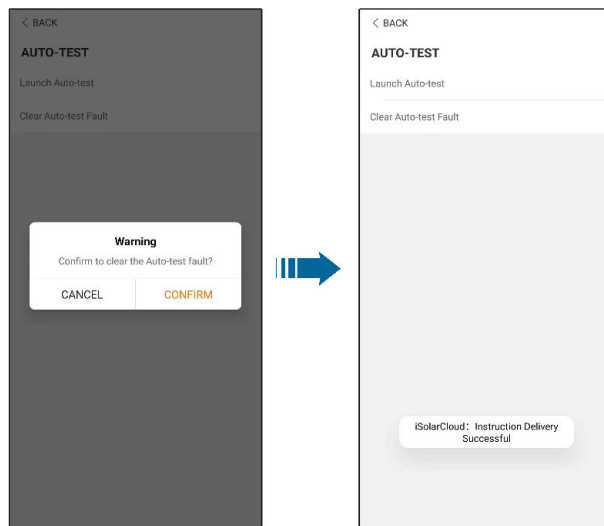 < BACK
AUTO-TEST
Launch Auto-test
Clear Auto-test Fault
Warning
Confirm to clear the Auto-test fault?
CANCEL
CONFIRM
< BACK
AUTO-TEST
Launch Auto-test
Clear Auto-test Fault
iSolarCloud：Instruction Delivery
Successful